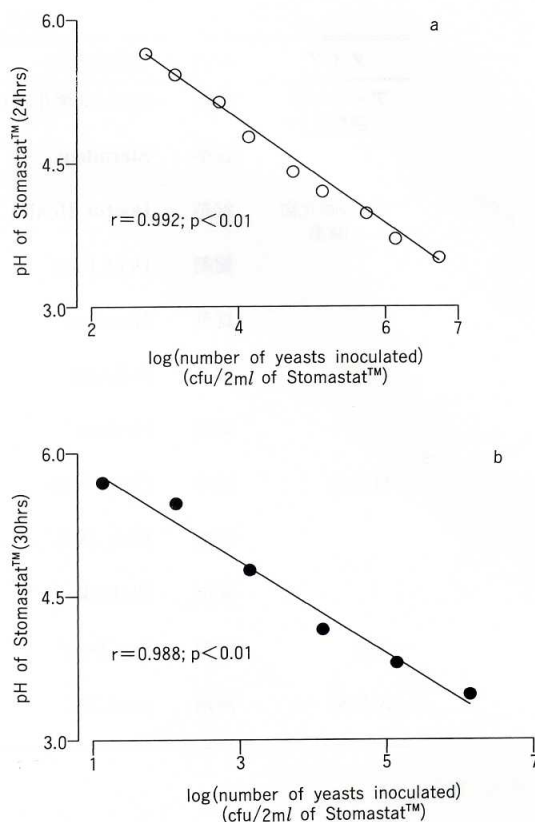 a
6.0
4.5
3.0
pH of Stomastat™(24hrs)
r=0.992; p<0.01
2 4 6 7
log(number of yeasts inoculated)
(cfu/2ml of Stomastat™)
b
6.0
4.5
3.0
pH of Stomastat™(30hrs)
r=0.988; p<0.01
1 3 5 7
log(number of yeasts inoculated)
(cfu/2ml of Stomastat™)